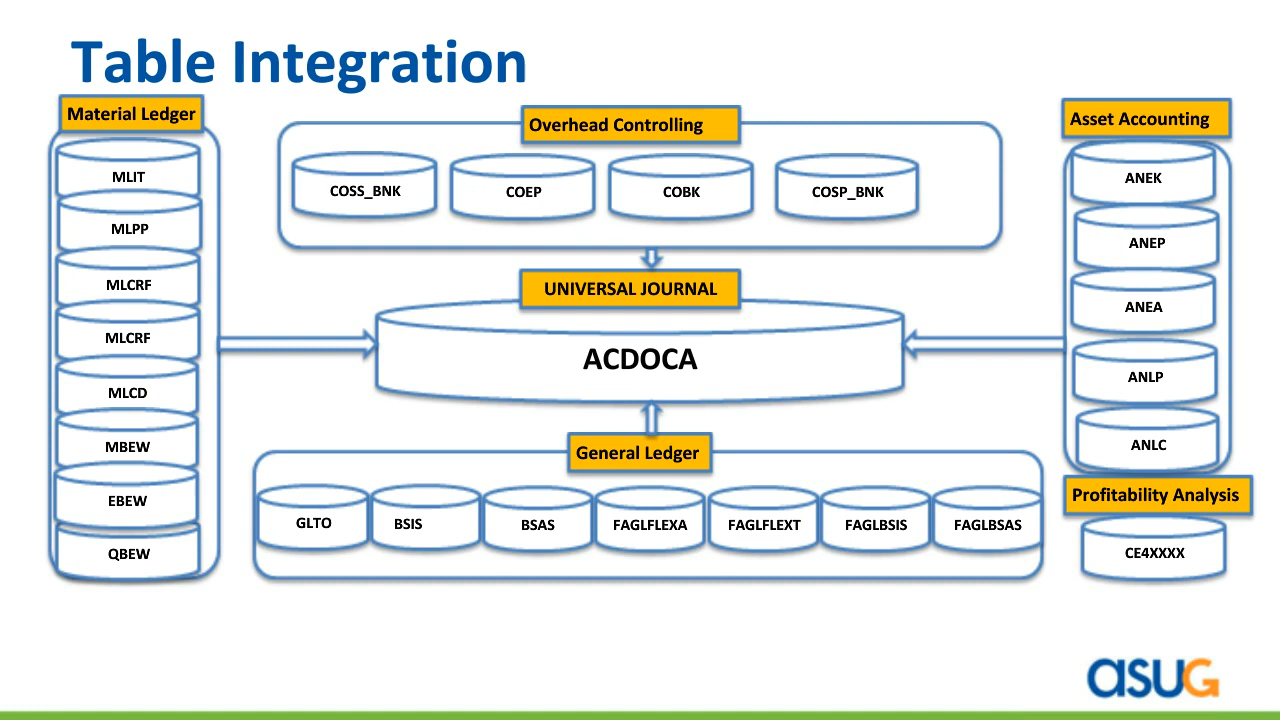 Table Integration
Material Ledger
MLIT
MLPP
MLCRF
MLCRF
MLCD
MBEW
EBEW
QBEW
Overhead Controlling
COSS_BNK
COEP
COBK
COSP_BNK
UNIVERSAL JOURNAL
ACDOCA
General Ledger
GLTO
BSIS
BSAS
FAGLFLEXA
FAGLFLEXT
FAGLBSIS
FAGLBSAS
Asset Accounting
ANEK
ANEP
ANEA
ANLP
ANLC
Profitability Analysis
CE4XXXX
asuG